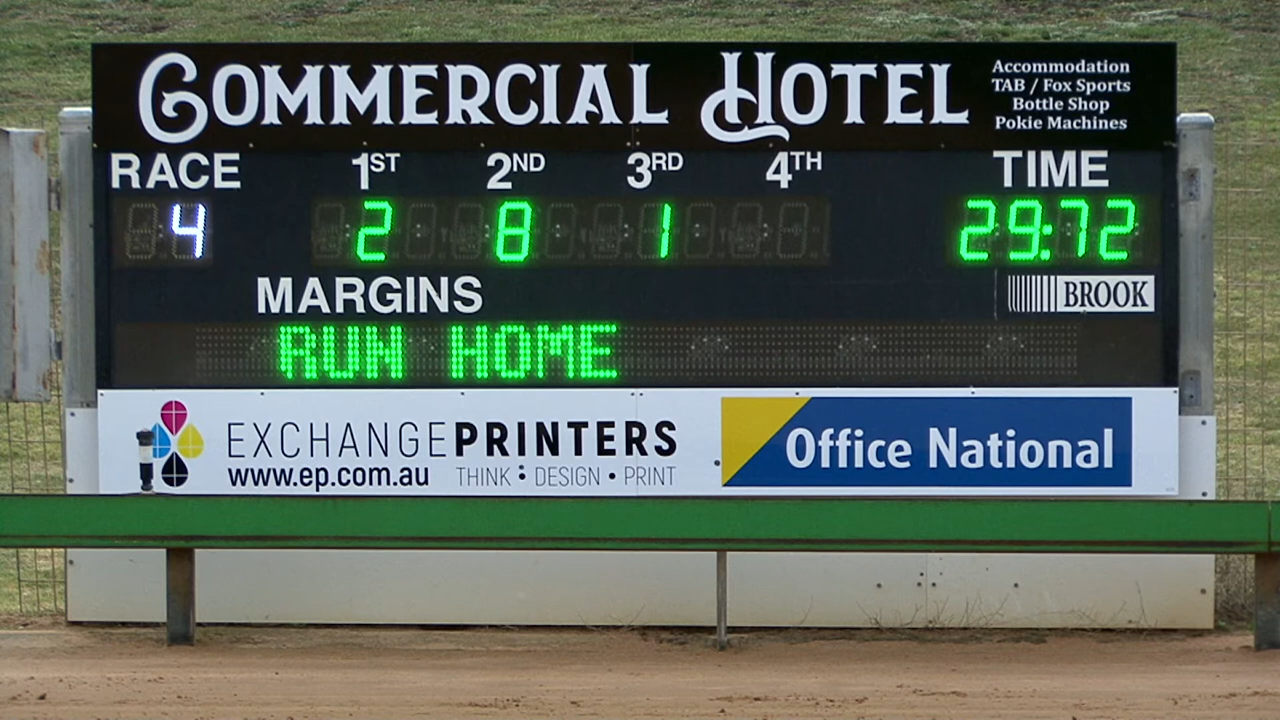 COMMERCIAL HOTEL
Accommodation
TAB / Fox Sports
Bottle Shop
Pokie Machines
RACE 1ST 2ND 3RD 4TH TIME
4 2 8 1 29:72
MARGINS
BROOK
RUN HOME
EXCHANGEPRINTERS
www.ep.com.au THINK : DESIGN • PRINT
Office National